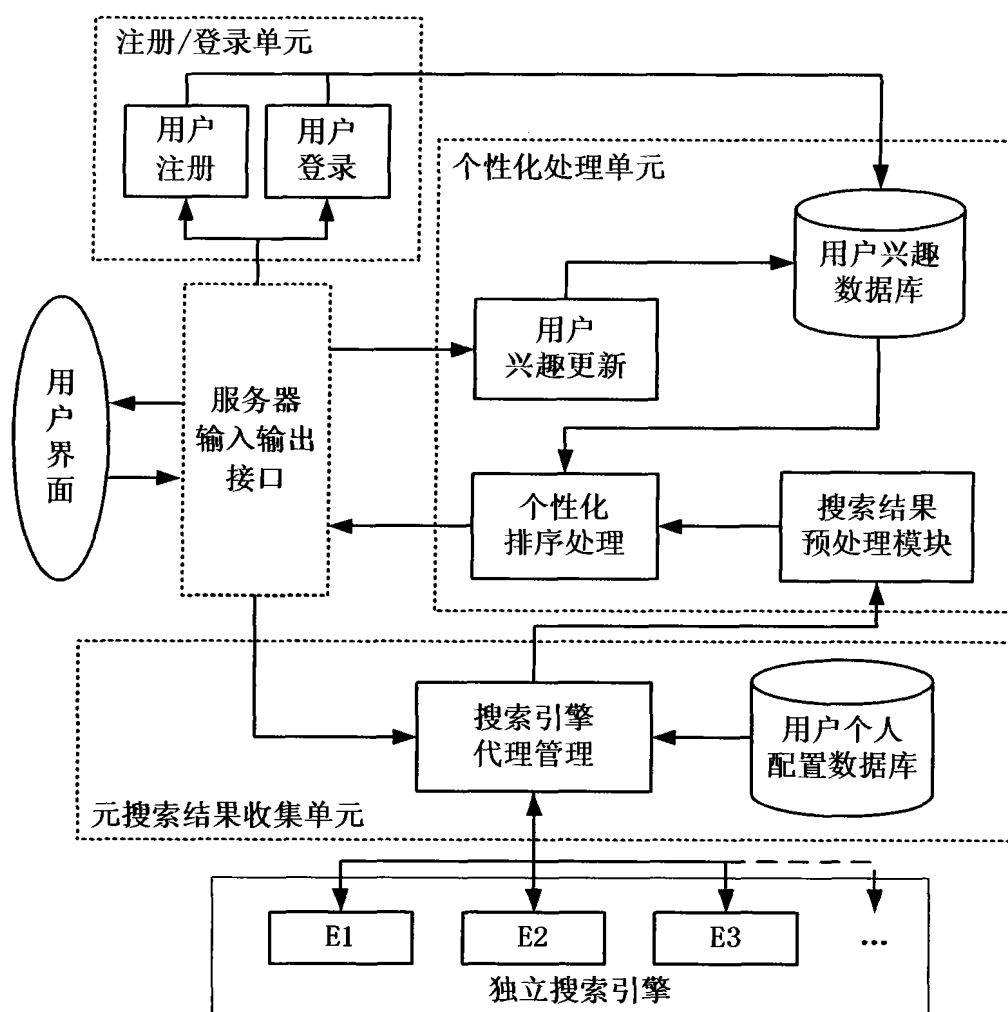 注册/登录单元
用户
注册
用户
登录
个性化处理单元
用户兴趣
数据库
用户
兴趣更新
用户界面
服务器
输入输出
接口
个性化
排序处理
搜索结果
预处理模块
搜索引擎
代理管理
用户个人
配置数据库
元搜索结果收集单元
E1
E2
E3
...
独立搜索引擎